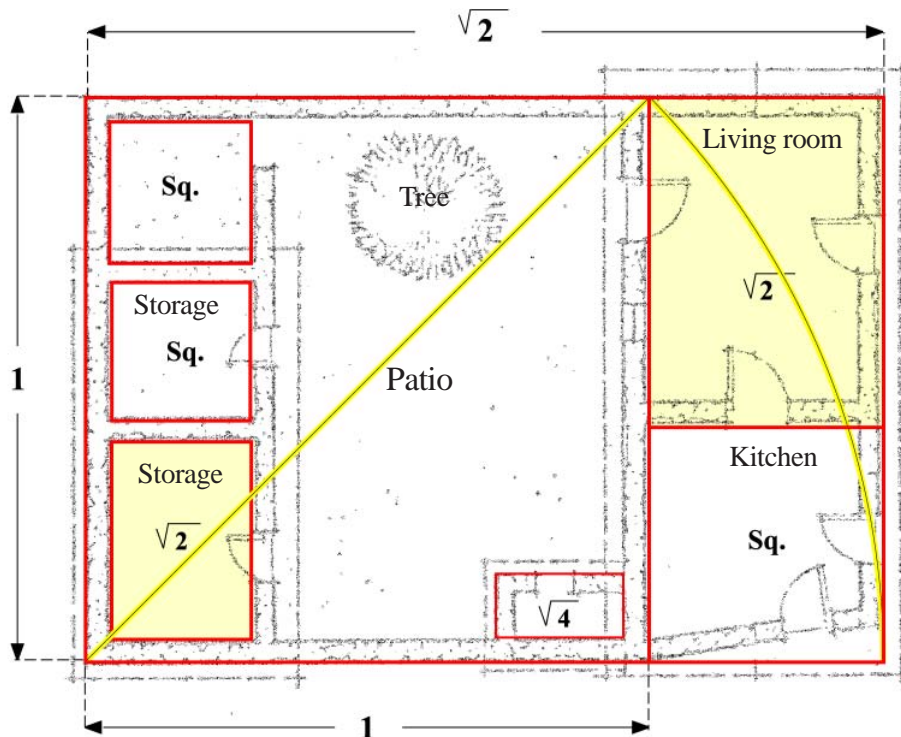 √2
Living room
Sq.
Tree
√2
Storage
Sq.
1
Patio
Storage
Kitchen
√2
Sq.
√4
1